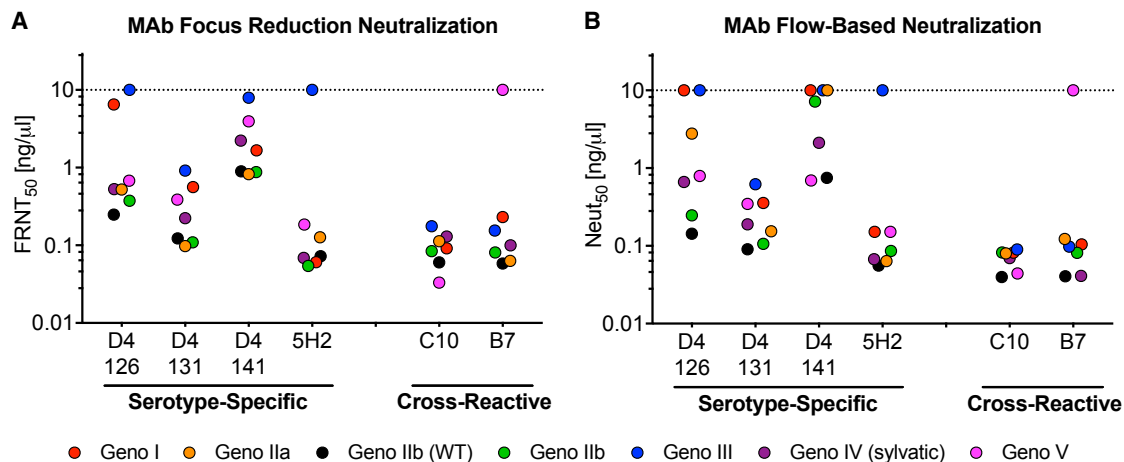 A
MAb Focus Reduction Neutralization
FRNT50 [ng/μl]
10
1
0.1
0.01
D4 126
D4 131
D4 141
5H2
C10
B7
Serotype-Specific
Cross-Reactive
B
MAb Flow-Based Neutralization
Neut50 [ng/μl]
10
1
0.1
0.01
D4 126
D4 131
D4 141
5H2
C10
B7
Serotype-Specific
Cross-Reactive
Geno I Geno IIa Geno IIb (WT) Geno IIb Geno III Geno IV (sylvatic) Geno V